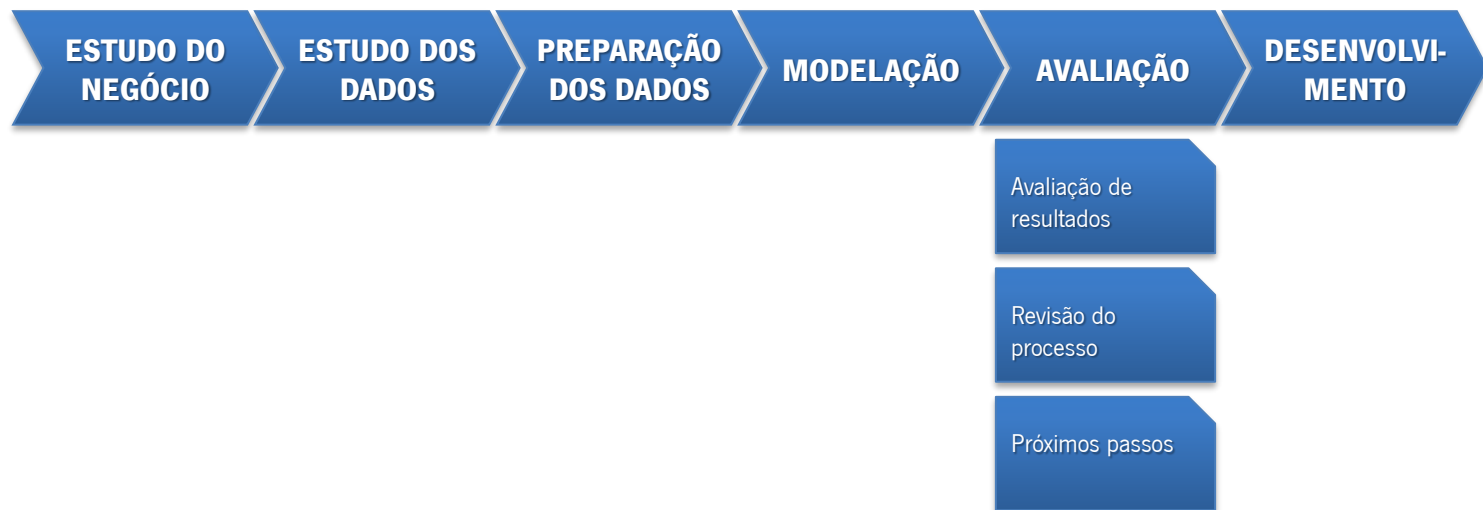 ESTUDO DO
NEGÓCIO
ESTUDO DOS
DADOS
PREPARAÇÃO
DOS DADOS
MODELAÇÃO
AVALIAÇÃO
DESENVOLVI-
MENTO
Avaliação de
resultados
Revisão do
processo
Próximos passos